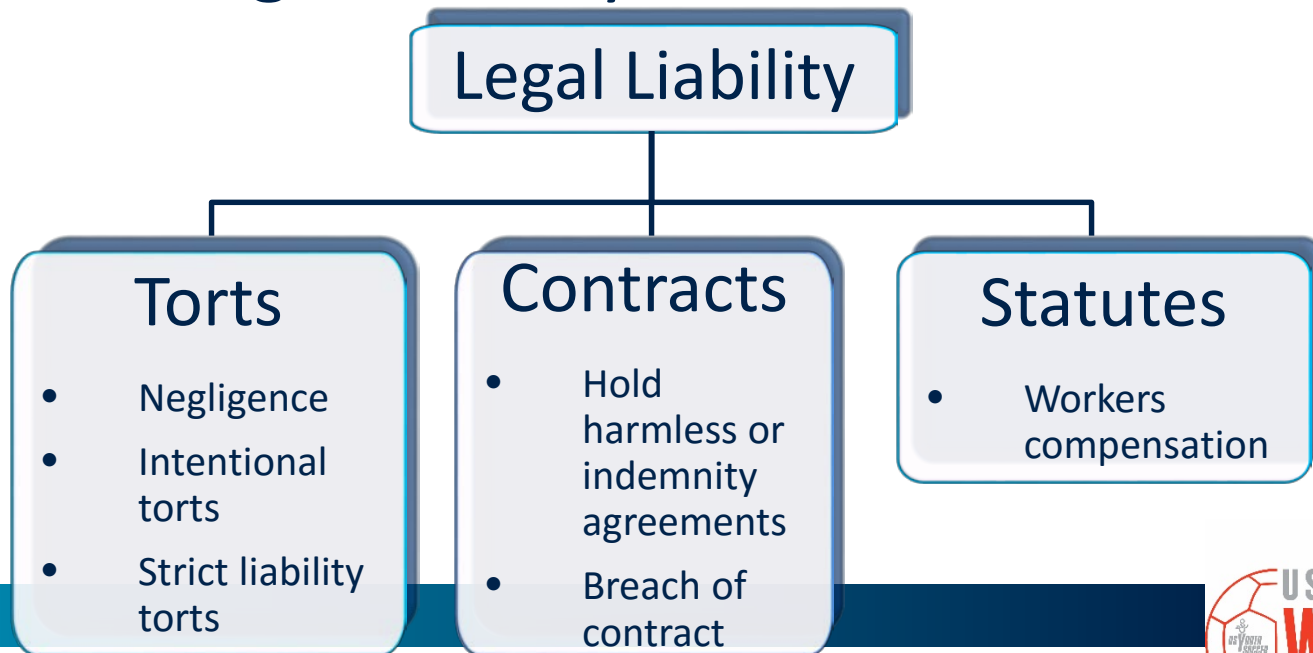 Legal Liability
Torts
• Negligence
• Intentional
torts
• Strict liability
torts
Contracts
• Hold
harmless or
indemnity
agreements
• Breach of
contract
Statutes
• Workers
compensation